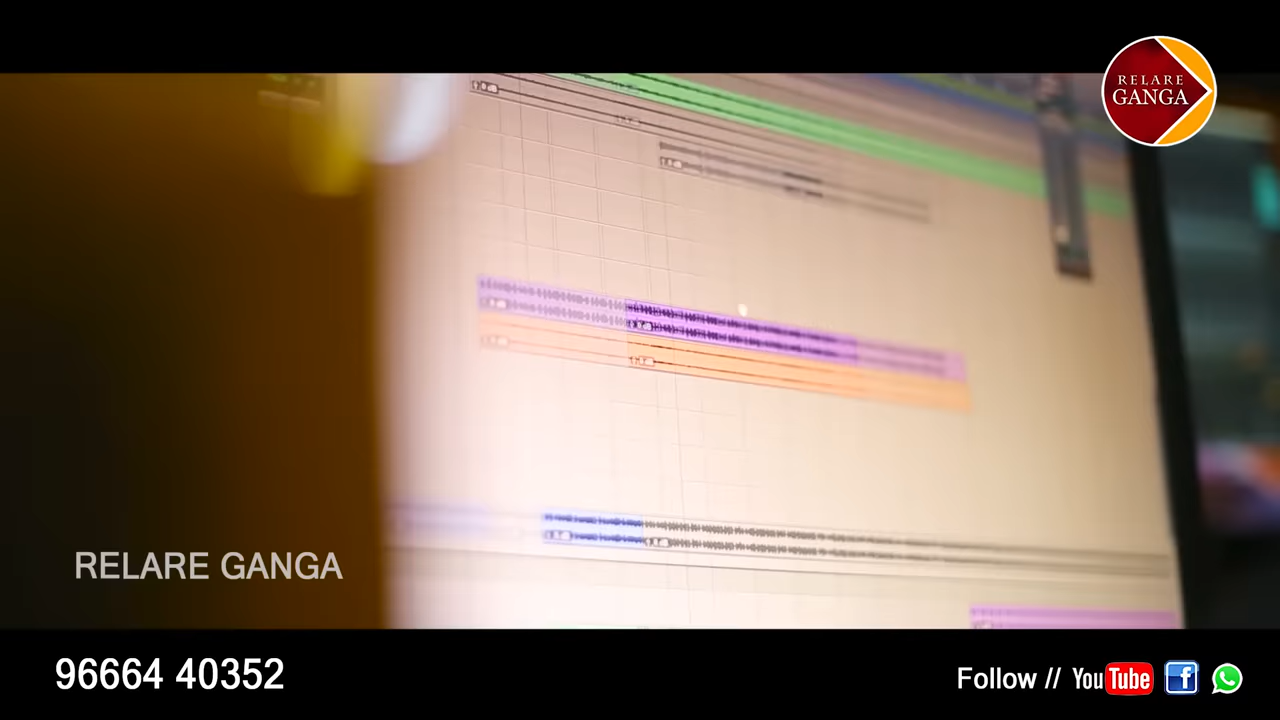 RELARE
GANGA
RELARE GANGA
96664 40352
Follow // YouTube f